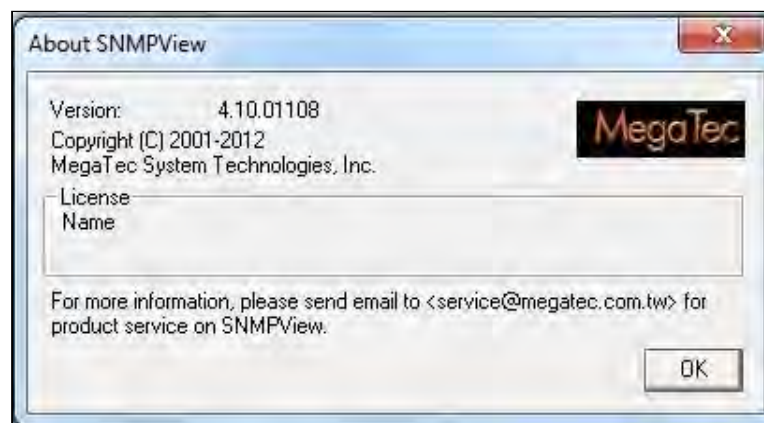 About SNMPView
Version: 4.10.01108
Copyright (C) 2001-2012
MegaTec System Technologies, Inc.
MegaTec
License
Name
For more information, please send email to <service@megatec.com.tw> for
product service on SNMPView.
OK